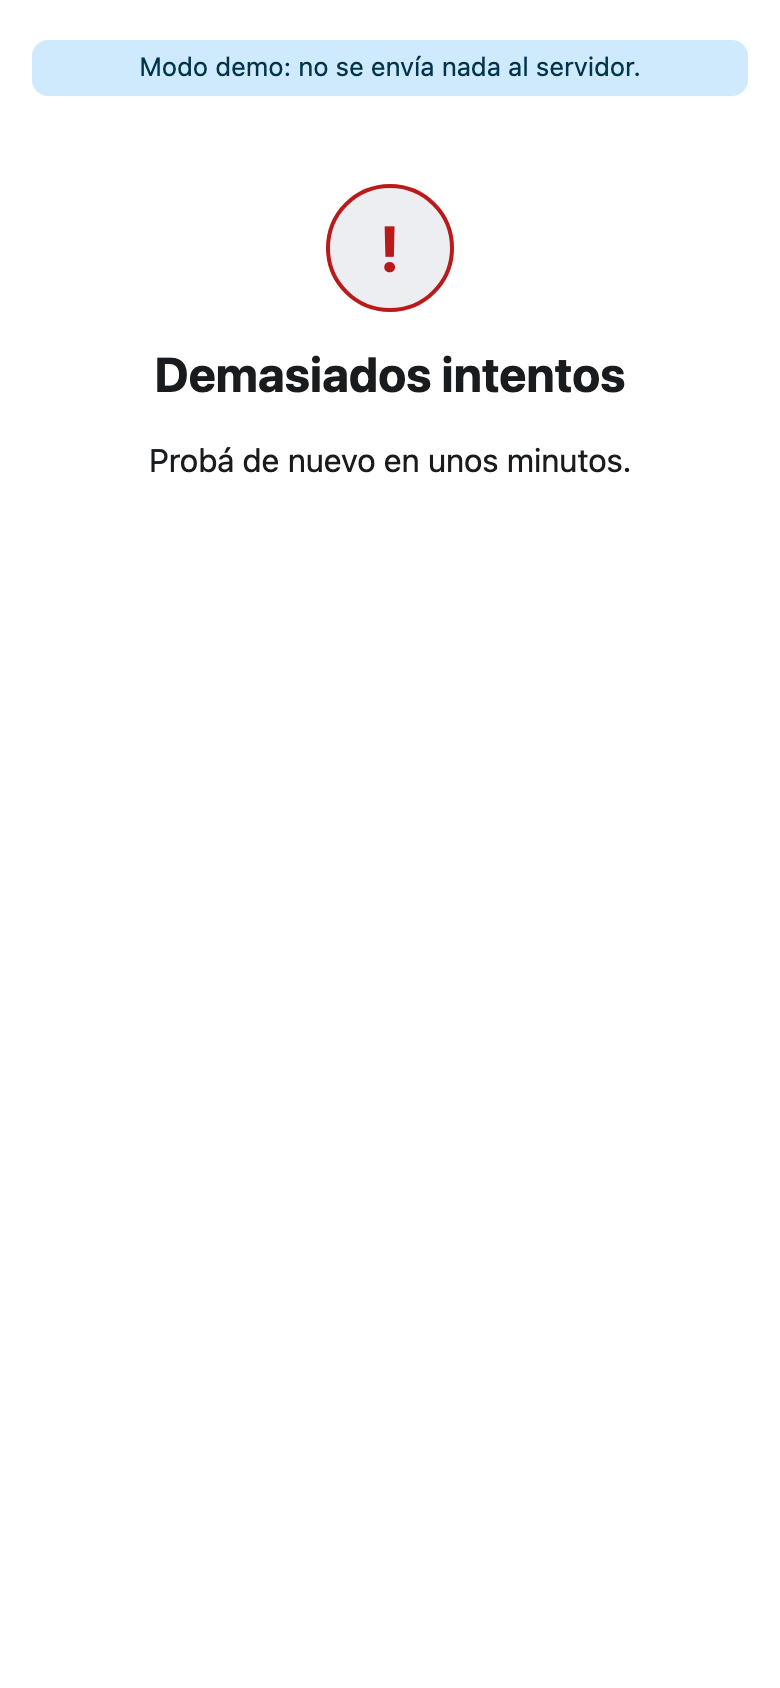 Modo demo: no se envía nada al servidor.
!
Demasiados intentos
Probá de nuevo en unos minutos.